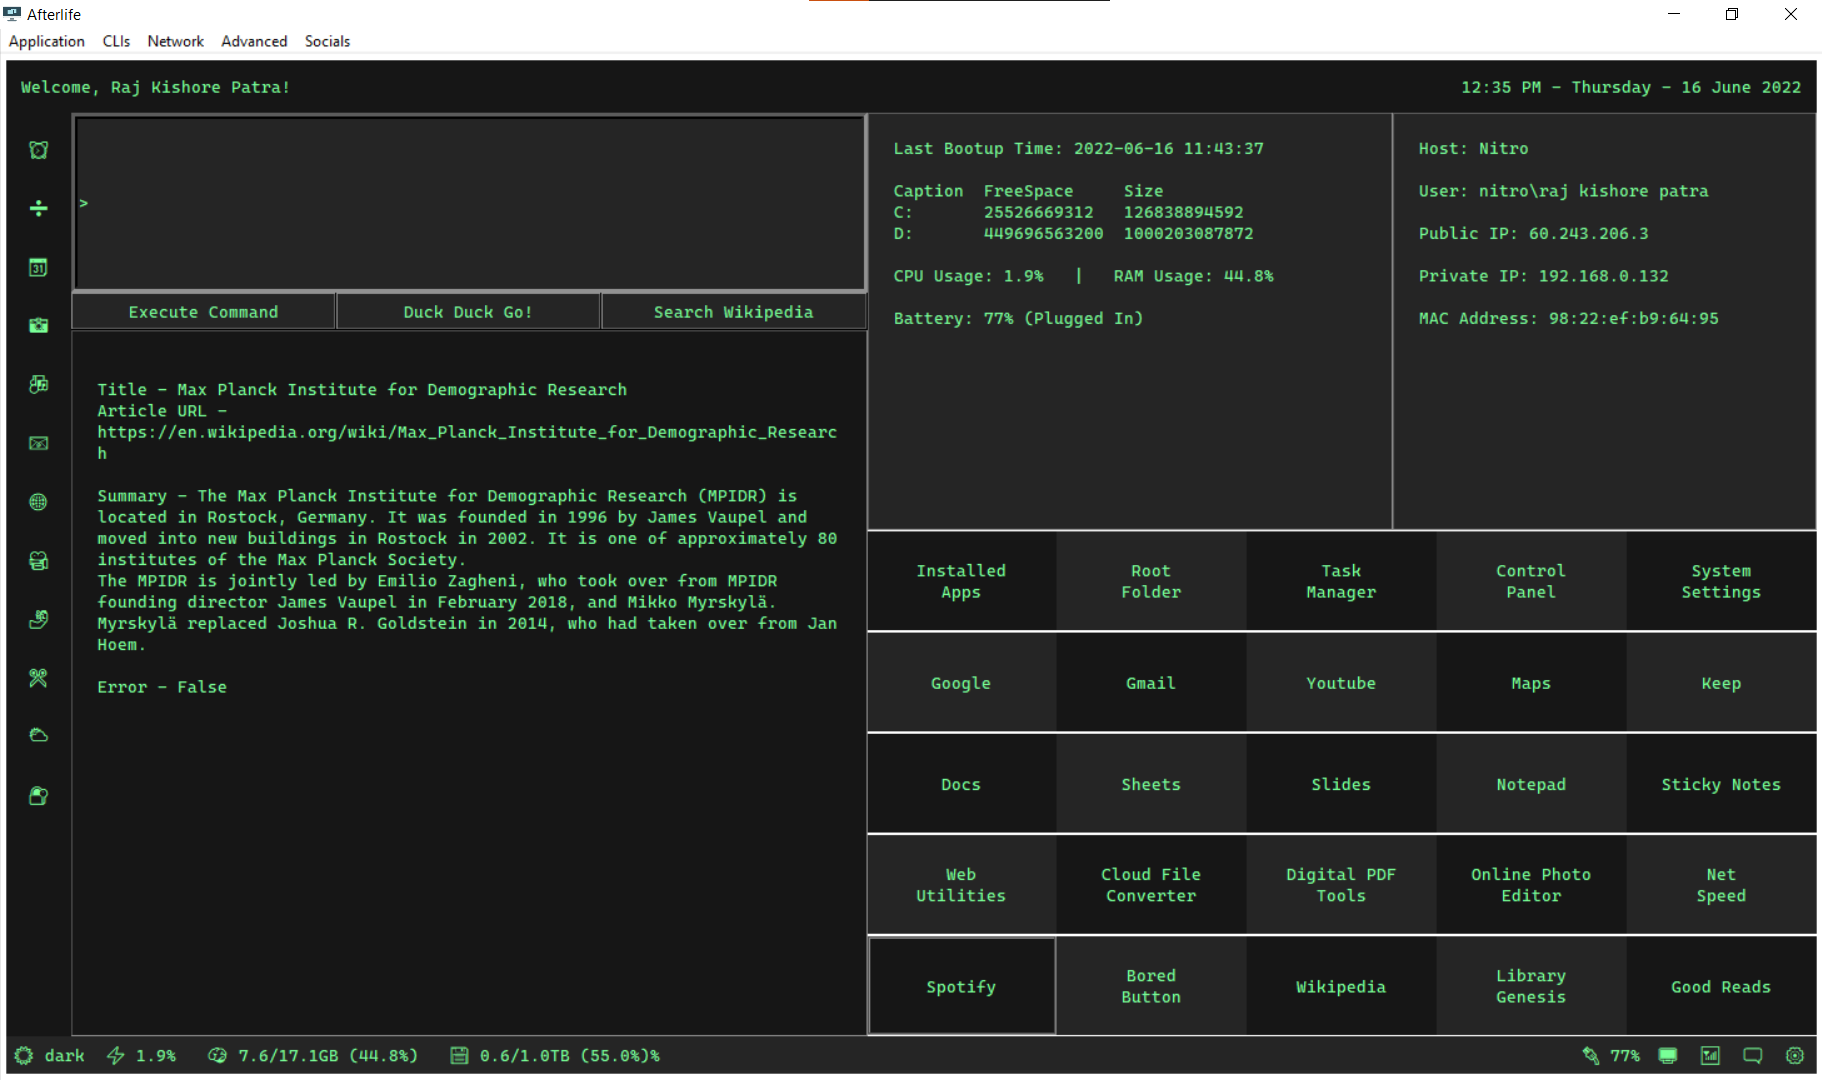 Afterlife
Application CLIs Network Advanced Socials
Welcome, Raj Kishore Patra!
12:35 PM - Thursday - 16 June 2022
>
Execute Command
Duck Duck Go!
Search Wikipedia
Title - Max Planck Institute for Demographic Research
Article URL -
https://en.wikipedia.org/wiki/Max_Planck_Institute_for_Demographic_Researc
h
Summary - The Max Planck Institute for Demographic Research (MPIDR) is
located in Rostock, Germany. It was founded in 1996 by James Vaupel and
moved into new buildings in Rostock in 2002. It is one of approximately 80
institutes of the Max Planck Society.
The MPIDR is jointly led by Emilio Zagheni, who took over from MPIDR
founding director James Vaupel in February 2018, and Mikko Myrskylä.
Myrskylä replaced Joshua R. Goldstein in 2014, who had taken over from Jan
Hoem.
Error - False
Last Bootup Time: 2022-06-16 11:43:37
Caption FreeSpace Size
C: 25526669312 126838894592
D: 449696563200 1000203087872
CPU Usage: 1.9% | RAM Usage: 44.8%
Battery: 77% (Plugged In)
Host: Nitro
User: nitro\raj kishore patra
Public IP: 60.243.206.3
Private IP: 192.168.0.132
MAC Address: 98:22:ef:b9:64:95
Installed
Apps
Root
Folder
Task
Manager
Control
Panel
System
Settings
Google
Gmail
Youtube
Maps
Keep
Docs
Sheets
Slides
Notepad
Sticky Notes
Web
Utilities
Cloud File
Converter
Digital PDF
Tools
Online Photo
Editor
Net
Speed
Spotify
Bored
Button
Wikipedia
Library
Genesis
Good Reads
31
dark 1.9% 7.6/17.1GB (44.8%) 0.6/1.0TB (55.0%)%
77%